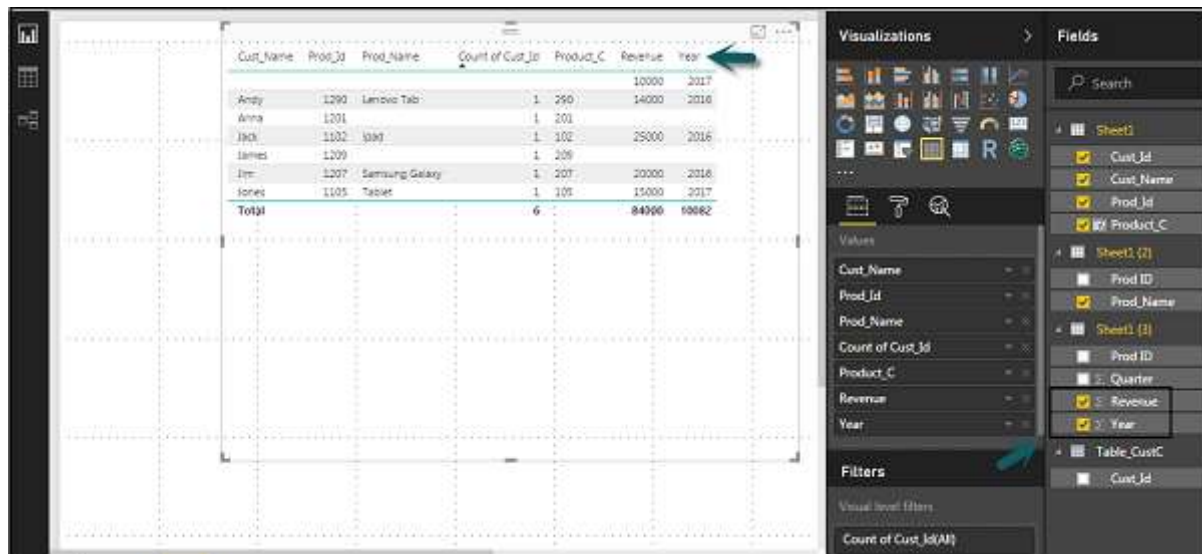 Visualizations
Fields
Search
Cust_Name Prod_Id Prod_Name Count of Cust_Id Product_C Revenue Year
10000 2017
Andy 1290 Lenovo Tab 1 290 14000 2016
Anna 1201 1 201
Jack 1102 Ipad 1 102 25000 2016
James 1209 1 209
Jim 1207 Samsung Galaxy 1 207 20000 2016
Jones 1105 Tablet 1 105 15000 2017
Total 6 84000 10082
Values
Cust_Name
Prod_Id
Prod_Name
Count of Cust_Id
Product_C
Revenue
Year
Filters
Visual level filters
Count of Cust_Id(All)
Sheet1
Cust_Id
Cust_Name
Prod_Id
Product_C
Sheet1 (2)
Prod ID
Prod_Name
Sheet1 (3)
Prod ID
Σ Quarter
Σ Revenue
Σ Year
Table_CustC
Cust_Id